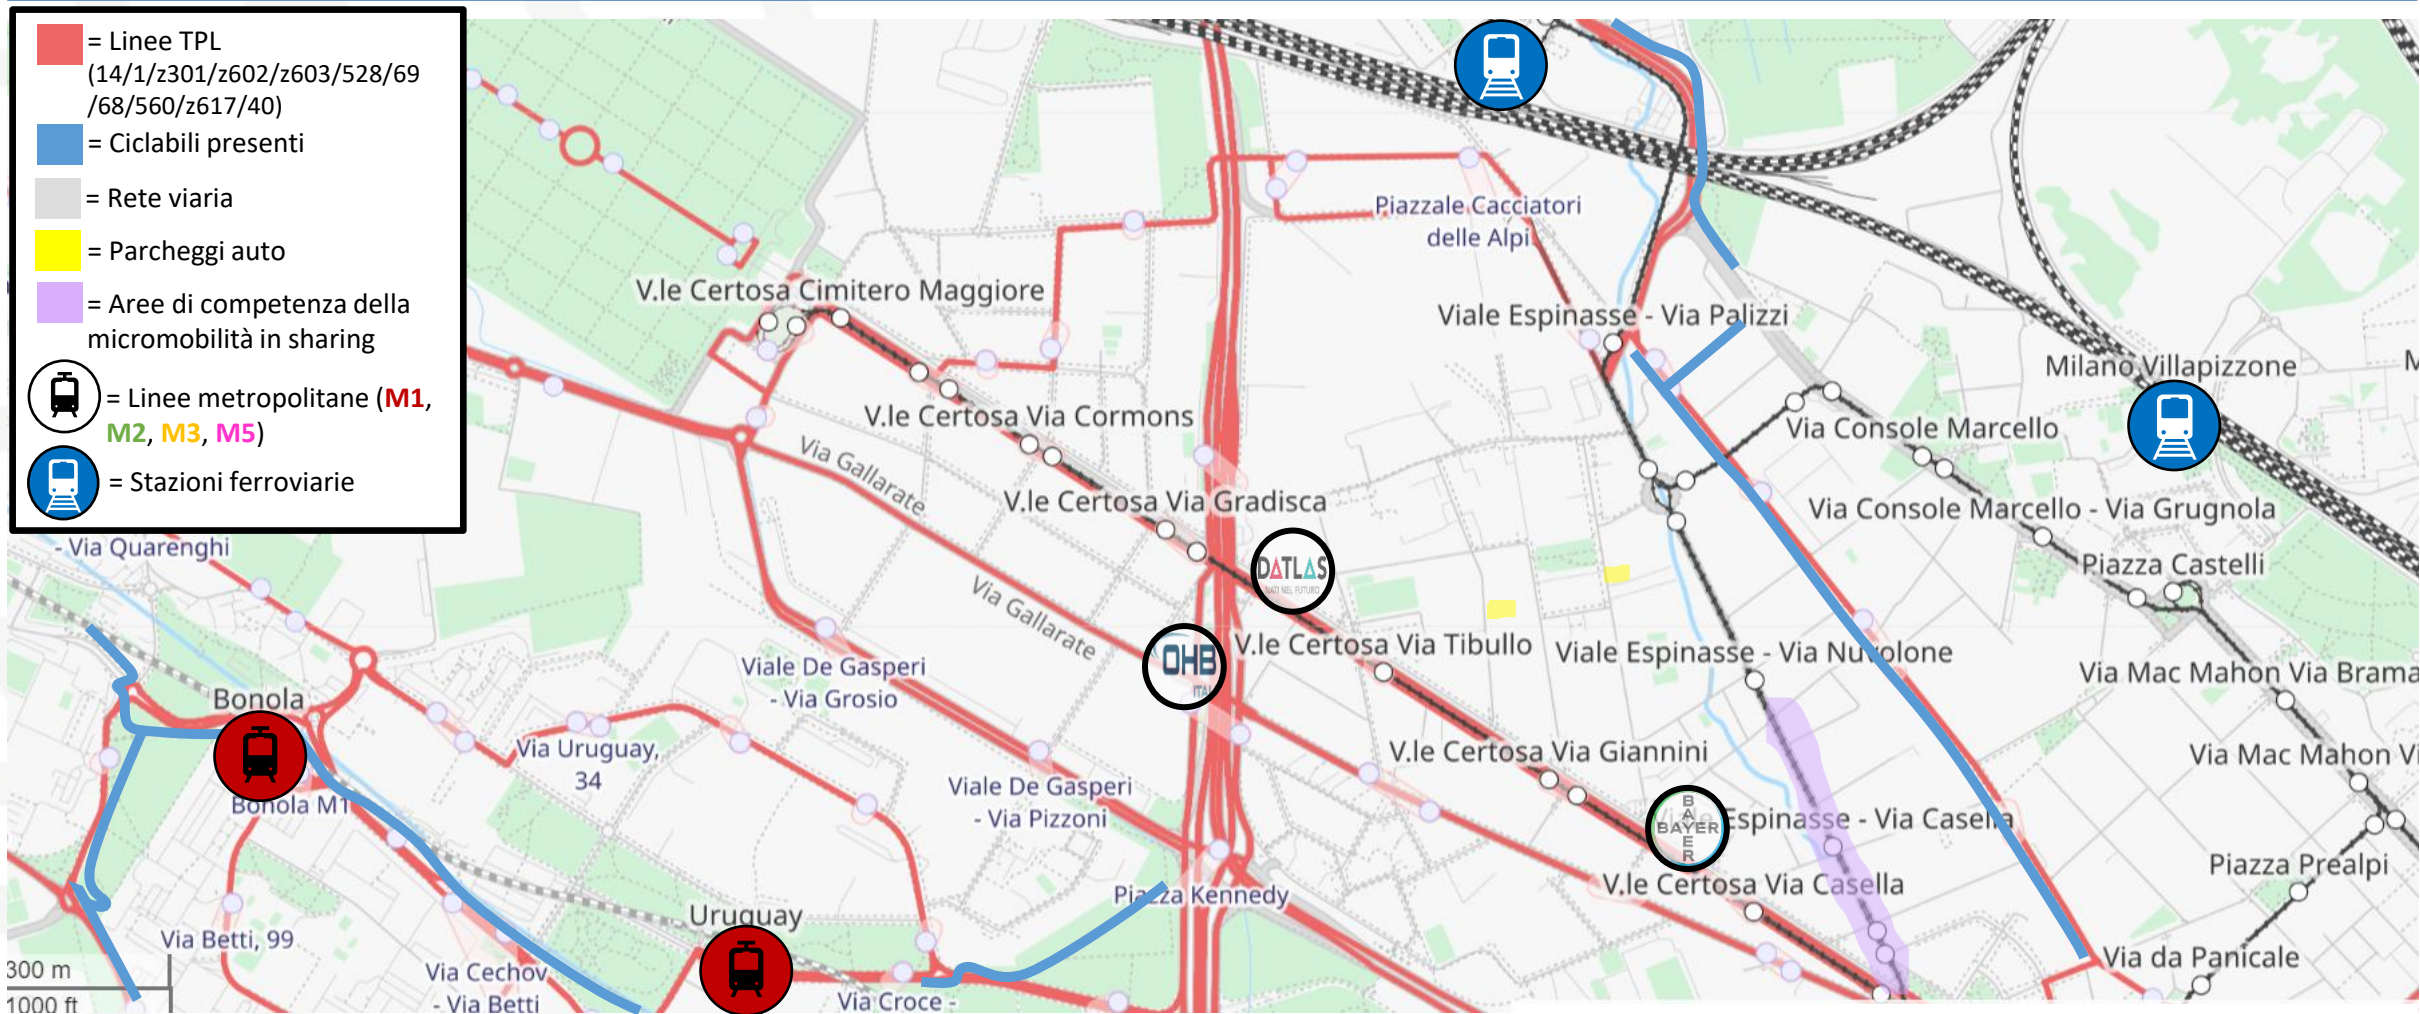 = Linee TPL
(14/1/z301/z602/z603/528/69
/68/560/z617/40)
= Ciclabili presenti
= Rete viaria
= Parcheggi auto
= Aree di competenza della
micromobilità in sharing
= Linee metropolitane (M1,
M2, M3, M5)
= Stazioni ferroviarie
Piazzale Cacciatori
delle Alpi
V.le Certosa Cimitero Maggiore
Viale Espinasse - Via Palizzi
Milano Villapizzone
M
V.le Certosa Via Cormons
Via Console Marcello
Via Gallarate
V.le Certosa Via Gradisca
Via Console Marcello - Via Grugnola
- Via Quarenghi
Piazza Castelli
DATLAS
NATI NEL FUTURO
Via Gallarate
OHB
ITAL
V.le Certosa Via Tibullo
Viale Espinasse - Via Nuvolone
Viale De Gasperi
- Via Grosio
Via Mac Mahon Via Brama
Bonola
Via Uruguay,
34
V.le Certosa Via Giannini
Via Mac Mahon Vi
Viale De Gasperi
- Via Pizzoni
Bonola M1
BAYER
BAYER
Espinasse - Via Casella
Piazza Prealpi
V.le Certosa Via Casella
Piazza Kennedy
Uruguay
Via Betti, 99
Via da Panicale
300 m
1000 ft
Via Cechov
- Via Betti
Via Croce -